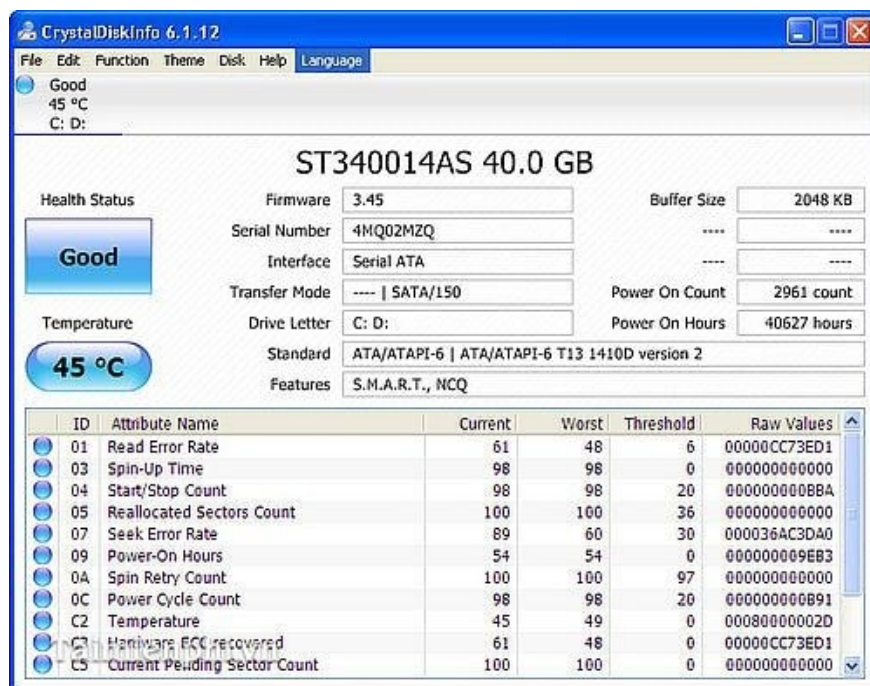 CrystalDiskInfo 6.1.12
File Edit Function Theme Disk Help Language
Good
45 °C
C: D:
ST340014AS 40.0 GB
Health Status
Good
Temperature
45 °C
Firmware 3.45 Buffer Size 2048 KB
Serial Number 4MQ02MZQ ---- ----
Interface Serial ATA ---- ----
Transfer Mode ---- | SATA/150 Power On Count 2961 count
Drive Letter C: D: Power On Hours 40627 hours
Standard ATA/ATAPI-6 | ATA/ATAPI-6 T13 1410D version 2
Features S.M.A.R.T., NCQ
ID Attribute Name Current Worst Threshold Raw Values
01 Read Error Rate 61 48 6 00000CC73ED1
03 Spin-Up Time 98 98 0 000000000000
04 Start/Stop Count 98 98 20 000000000BBA
05 Reallocated Sectors Count 100 100 36 000000000000
07 Seek Error Rate 89 60 30 000036AC3DA0
09 Power-On Hours 54 54 0 000000009EB3
0A Spin Retry Count 100 100 97 000000000000
0C Power Cycle Count 98 98 20 000000000B91
C2 Temperature 45 49 0 00080000002D
C3 Hardware ECC recovered 61 48 0 00000CC73ED1
C5 Current Pending Sector Count 100 100 0 000000000000
Taimienphi.vn